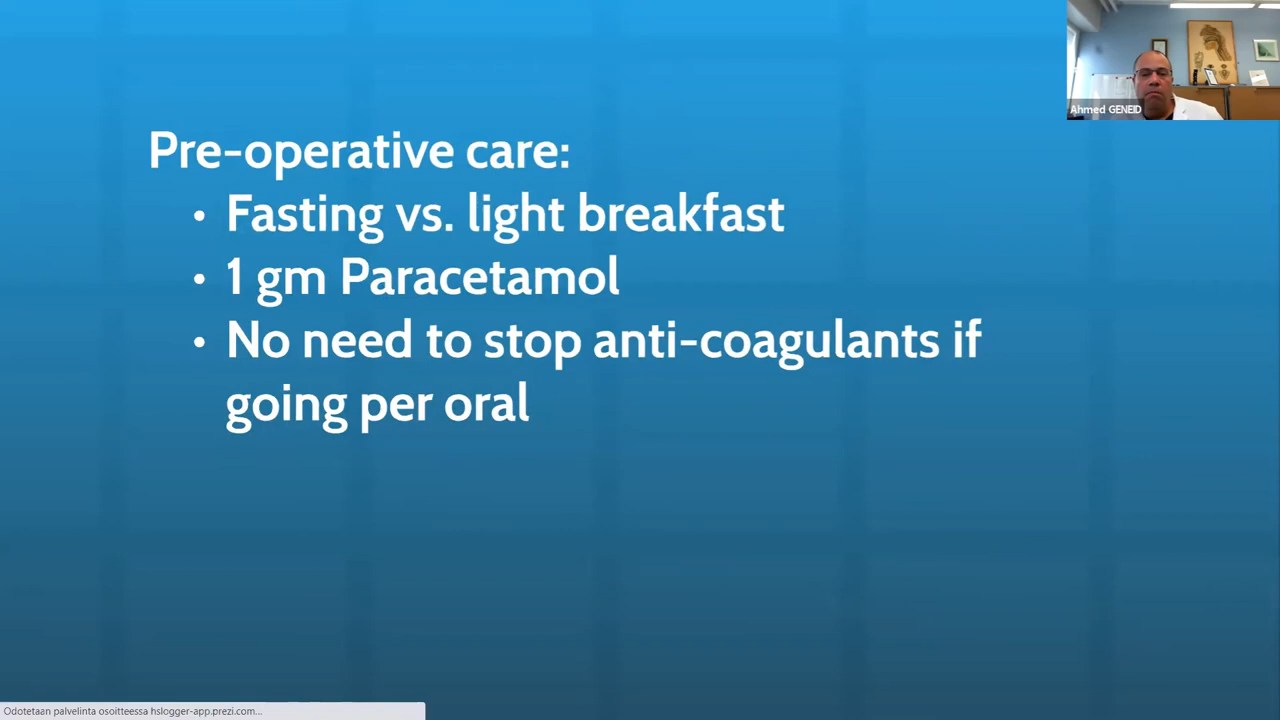 Ahmed GENEID
Pre-operative care:
• Fasting vs. light breakfast
• 1 gm Paracetamol
• No need to stop anti-coagulants if
going per oral
Odotetaan palvelinta osoitteessa hslogger-app.prezi.com...